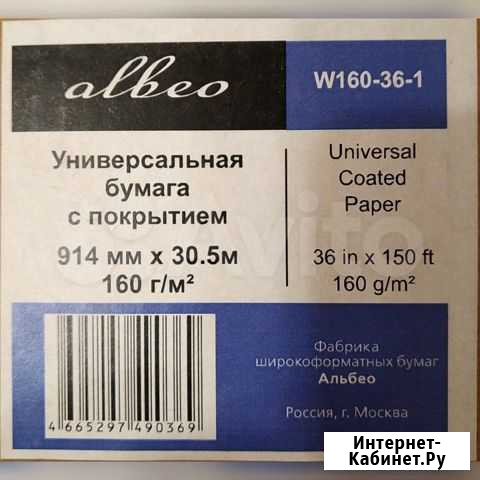 albeo
W160-36-1
Универсальная
бумага
с покрытием
914 мм x 30.5м
160 г/м²
Universal
Coated
Paper
36 in x 150 ft
160 g/m²
Avito
4 665297 490369
Фабрика
широкоформатных бумаг
Альбео
Россия, г. Москва
Интернет-
Кабинет.Ру